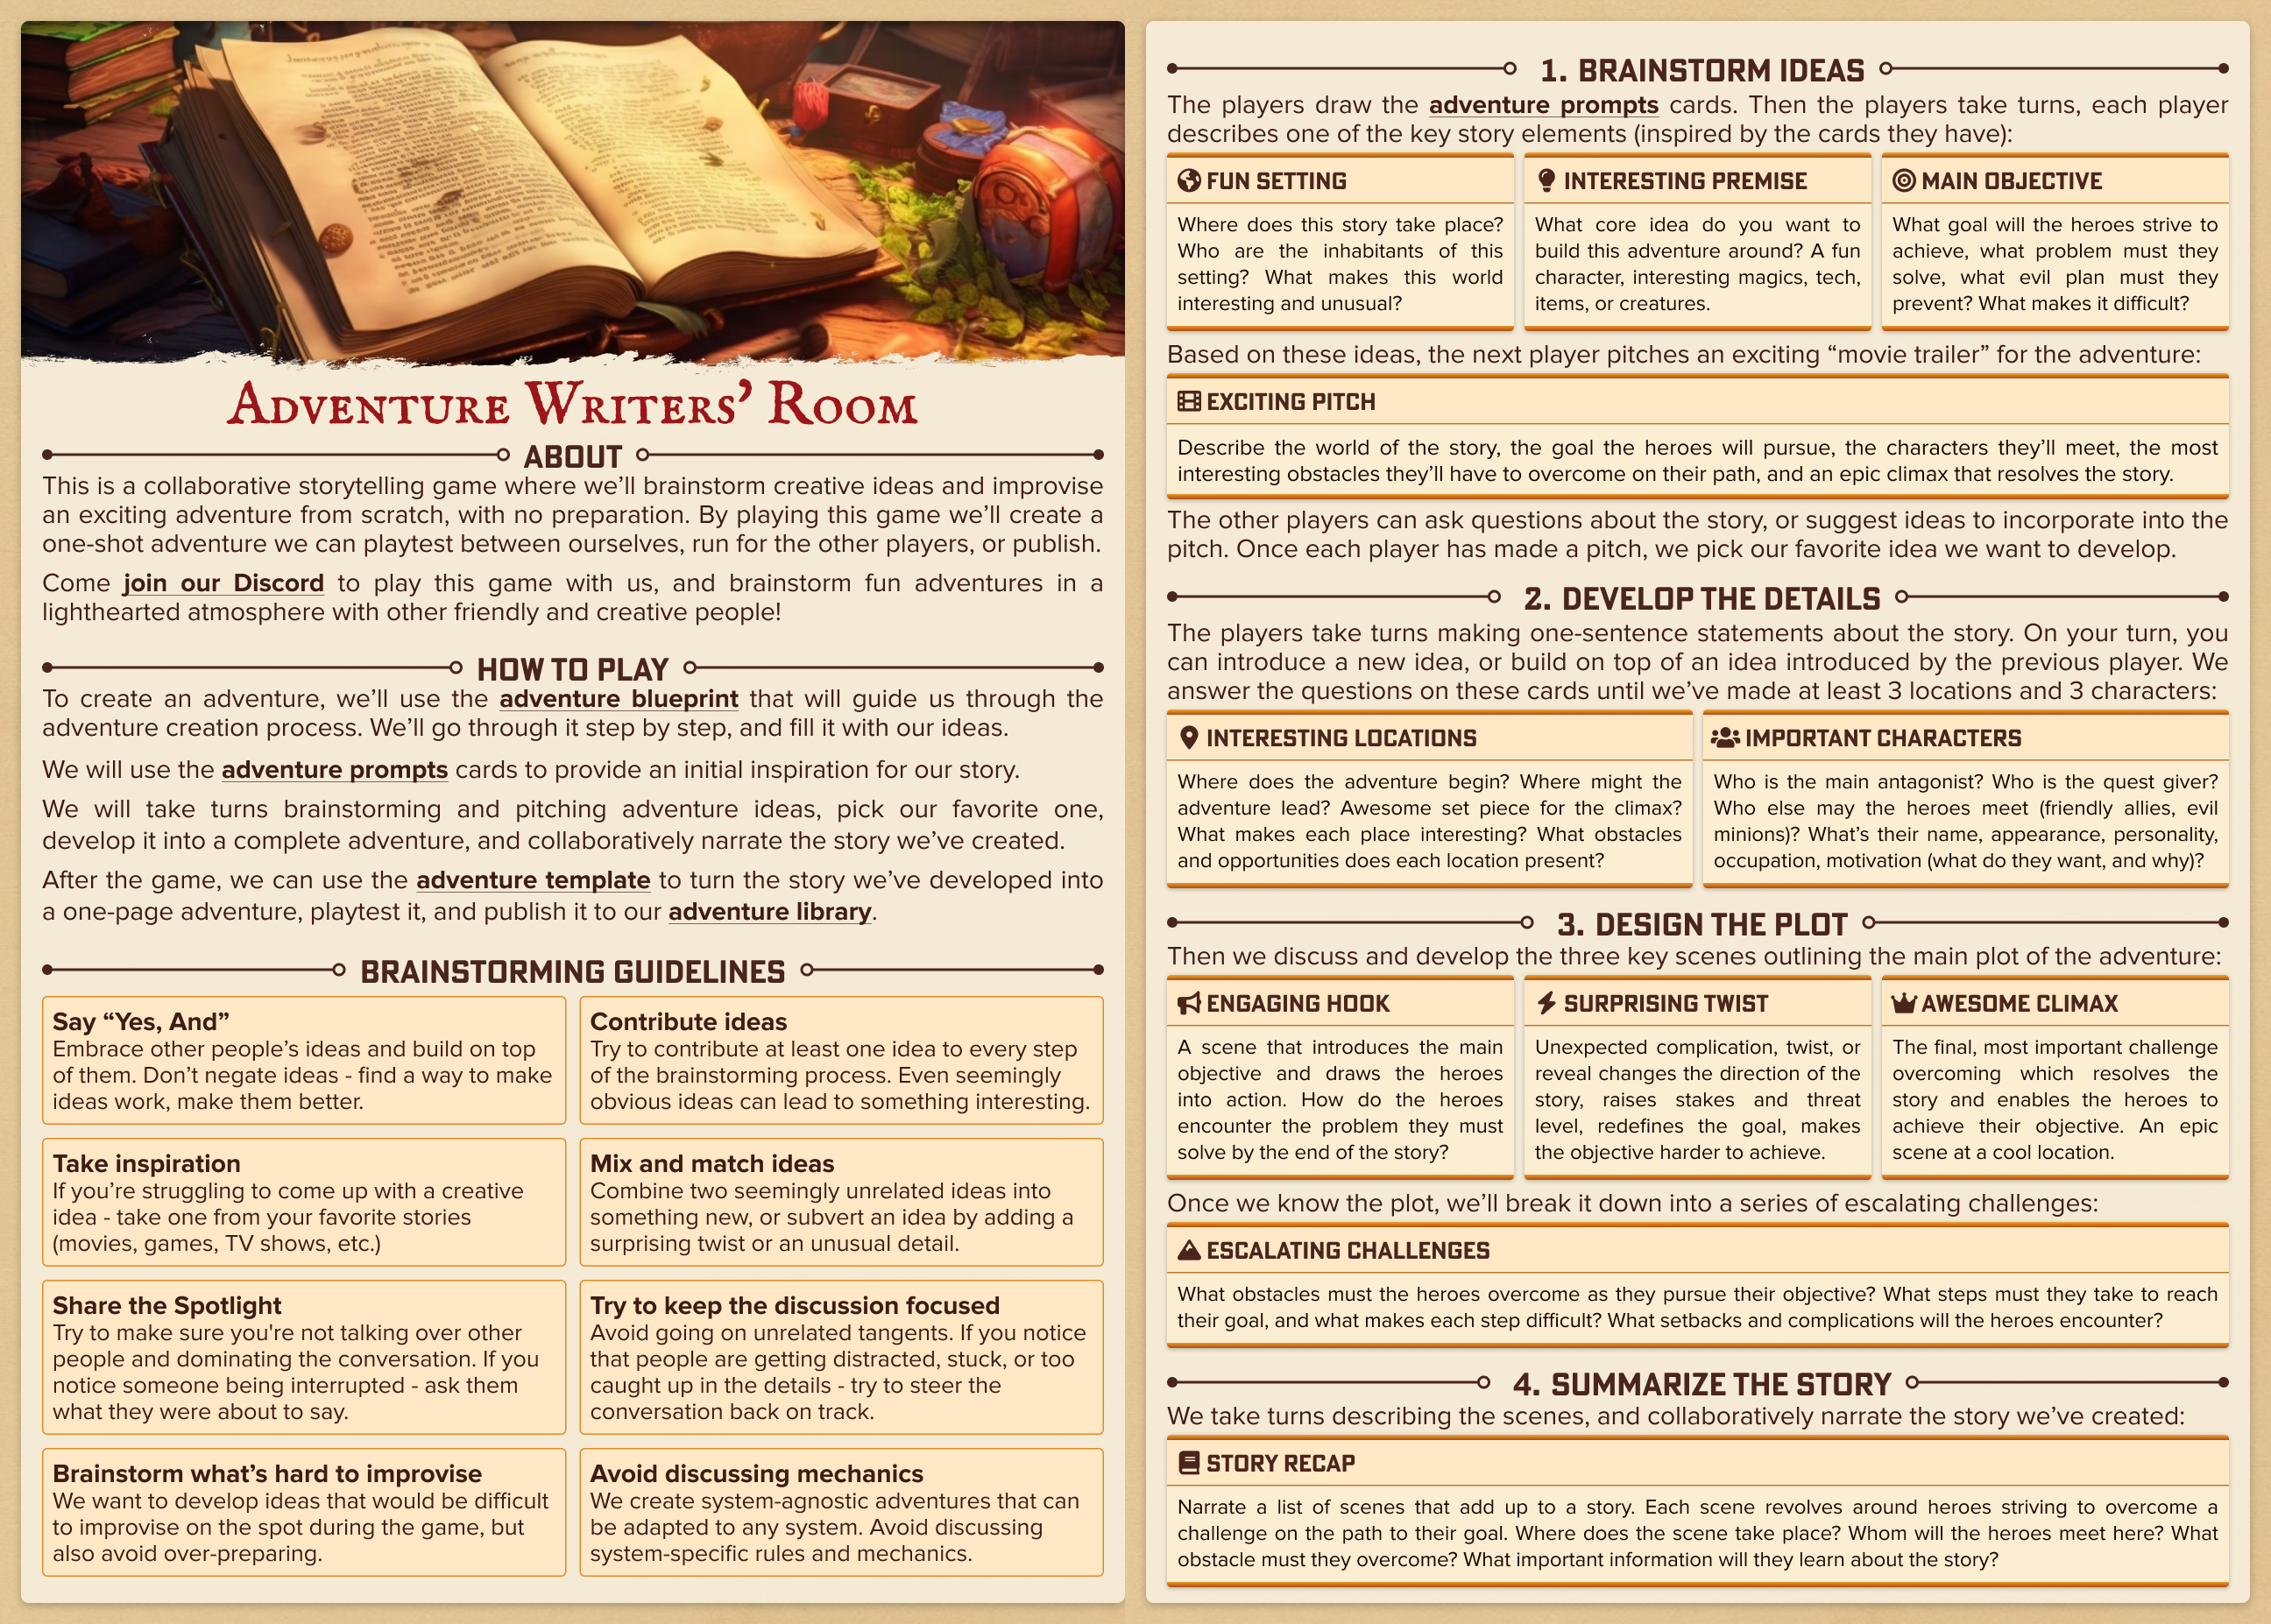 Adventure Writers’ Room
ABOUT
This is a collaborative storytelling game where we’ll brainstorm creative ideas and improvise
an exciting adventure from scratch, with no preparation. By playing this game we’ll create a
one-shot adventure we can playtest between ourselves, run for the other players, or publish.
Come join our Discord to play this game with us, and brainstorm fun adventures in a
lighthearted atmosphere with other friendly and creative people!
HOW TO PLAY
To create an adventure, we’ll use the adventure blueprint that will guide us through the
adventure creation process. We’ll go through it step by step, and fill it with our ideas.
We will use the adventure prompts cards to provide an initial inspiration for our story.
We will take turns brainstorming and pitching adventure ideas, pick our favorite one,
develop it into a complete adventure, and collaboratively narrate the story we’ve created.
After the game, we can use the adventure template to turn the story we’ve developed into
a one-page adventure, playtest it, and publish it to our adventure library.
BRAINSTORMING GUIDELINES
Say “Yes, And”
Embrace other people’s ideas and build on top
of them. Don’t negate ideas - find a way to make
ideas work, make them better.
Contribute ideas
Try to contribute at least one idea to every step
of the brainstorming process. Even seemingly
obvious ideas can lead to something interesting.
Take inspiration
If you’re struggling to come up with a creative
idea - take one from your favorite stories
(movies, games, TV shows, etc.)
Mix and match ideas
Combine two seemingly unrelated ideas into
something new, or subvert an idea by adding a
surprising twist or an unusual detail.
Share the Spotlight
Try to make sure you're not talking over other
people and dominating the conversation. If you
notice someone being interrupted - ask them
what they were about to say.
Try to keep the discussion focused
Avoid going on unrelated tangents. If you notice
that people are getting distracted, stuck, or too
caught up in the details - try to steer the
conversation back on track.
Brainstorm what’s hard to improvise
We want to develop ideas that would be difficult
to improvise on the spot during the game, but
also avoid over-preparing.
Avoid discussing mechanics
We create system-agnostic adventures that can
be adapted to any system. Avoid discussing
system-specific rules and mechanics.
1. BRAINSTORM IDEAS
The players draw the adventure prompts cards. Then the players take turns, each player
describes one of the key story elements (inspired by the cards they have):
FUN SETTING
Where does this story take place?
Who are the inhabitants of this
setting? What makes this world
interesting and unusual?
INTERESTING PREMISE
What core idea do you want to
build this adventure around? A fun
character, interesting magics, tech,
items, or creatures.
MAIN OBJECTIVE
What goal will the heroes strive to
achieve, what problem must they
solve, what evil plan must they
prevent? What makes it difficult?
Based on these ideas, the next player pitches an exciting “movie trailer” for the adventure:
EXCITING PITCH
Describe the world of the story, the goal the heroes will pursue, the characters they’ll meet, the most
interesting obstacles they’ll have to overcome on their path, and an epic climax that resolves the story.
The other players can ask questions about the story, or suggest ideas to incorporate into the
pitch. Once each player has made a pitch, we pick our favorite idea we want to develop.
2. DEVELOP THE DETAILS
The players take turns making one-sentence statements about the story. On your turn, you
can introduce a new idea, or build on top of an idea introduced by the previous player. We
answer the questions on these cards until we’ve made at least 3 locations and 3 characters:
INTERESTING LOCATIONS
Where does the adventure begin? Where might the
adventure lead? Awesome set piece for the climax?
What makes each place interesting? What obstacles
and opportunities does each location present?
IMPORTANT CHARACTERS
Who is the main antagonist? Who is the quest giver?
Who else may the heroes meet (friendly allies, evil
minions)? What’s their name, appearance, personality,
occupation, motivation (what do they want, and why)?
3. DESIGN THE PLOT
Then we discuss and develop the three key scenes outlining the main plot of the adventure:
ENGAGING HOOK
A scene that introduces the main
objective and draws the heroes
into action. How do the heroes
encounter the problem they must
solve by the end of the story?
SURPRISING TWIST
Unexpected complication, twist, or
reveal changes the direction of the
story, raises stakes and threat
level, redefines the goal, makes
the objective harder to achieve.
AWESOME CLIMAX
The final, most important challenge
overcoming which resolves the
story and enables the heroes to
achieve their objective. An epic
scene at a cool location.
Once we know the plot, we’ll break it down into a series of escalating challenges:
ESCALATING CHALLENGES
What obstacles must the heroes overcome as they pursue their objective? What steps must they take to reach
their goal, and what makes each step difficult? What setbacks and complications will the heroes encounter?
4. SUMMARIZE THE STORY
We take turns describing the scenes, and collaboratively narrate the story we’ve created:
STORY RECAP
Narrate a list of scenes that add up to a story. Each scene revolves around heroes striving to overcome a
challenge on the path to their goal. Where does the scene take place? Whom will the heroes meet here? What
obstacle must they overcome? What important information will they learn about the story?